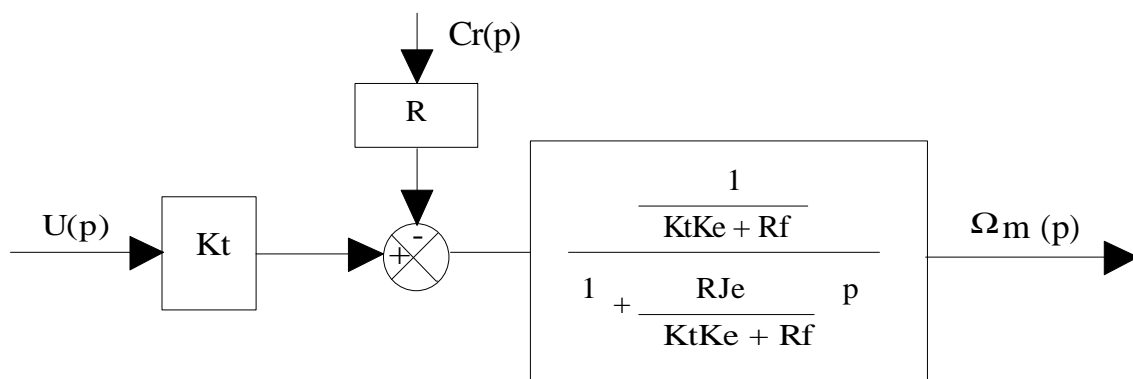 Cr(p)
R
U(p)
Kt
-
+
1
KtKe + Rf
1 + RJe p
KtKe + Rf
Ωm (p)